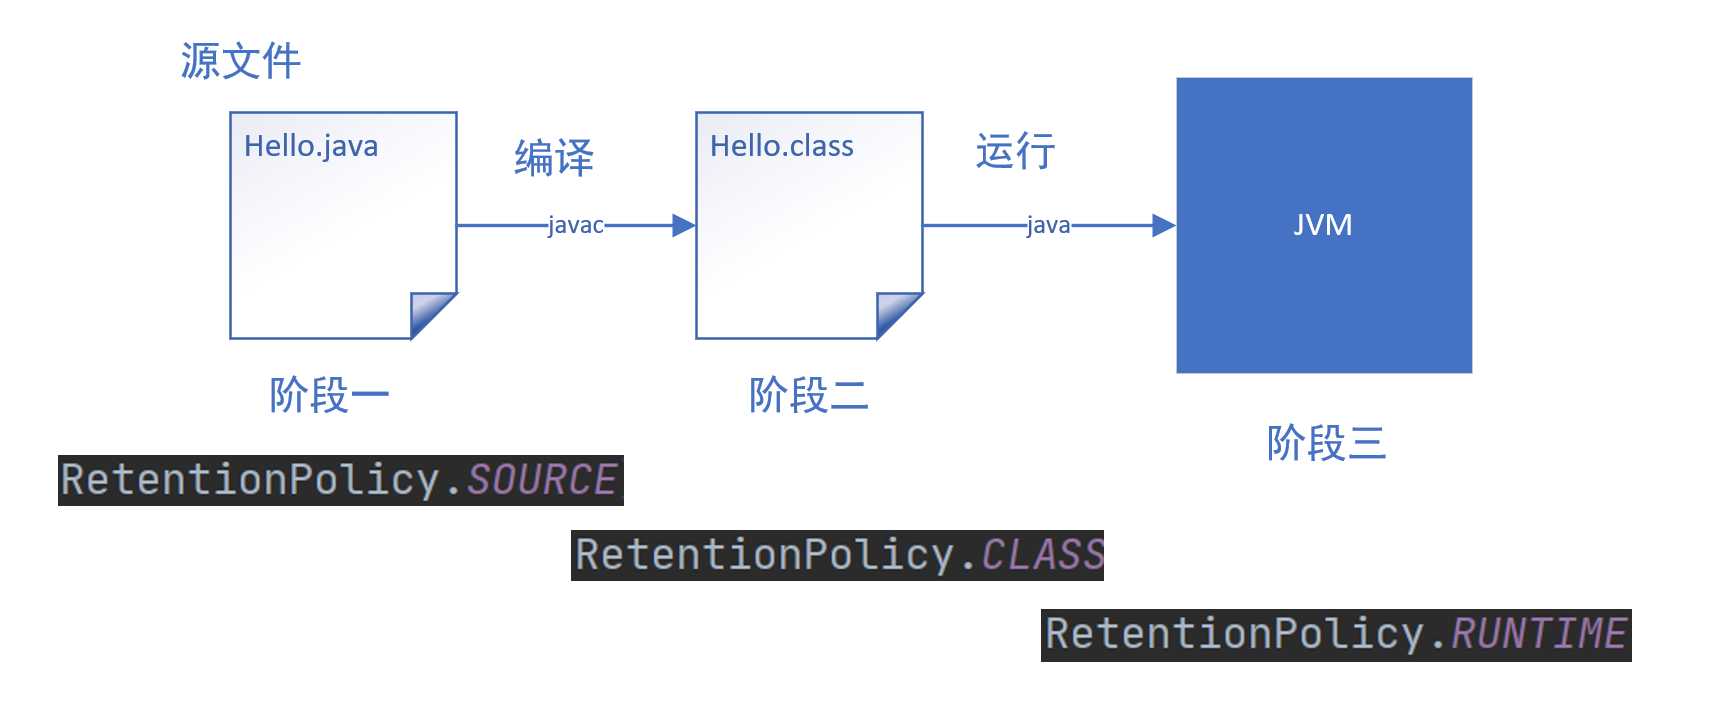 源文件
Hello.java
编译
javac
Hello.class
运行
java
JVM
阶段一
阶段二
阶段三
RetentionPolicy.SOURCE
RetentionPolicy.CLASS
RetentionPolicy.RUNTIME